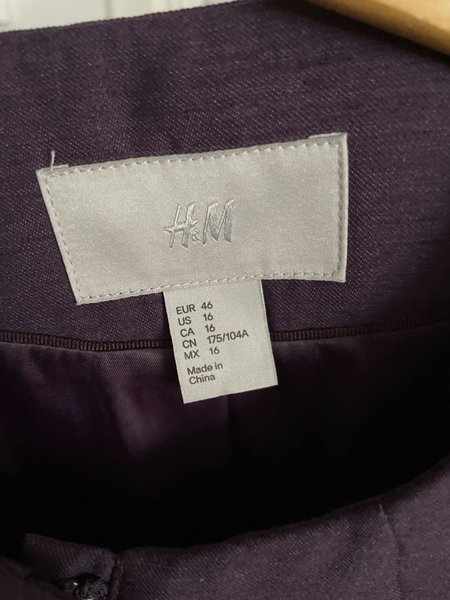 H&M
EUR 46
US 16
CA 16
CN 175/104A
MX 16
Made in
China